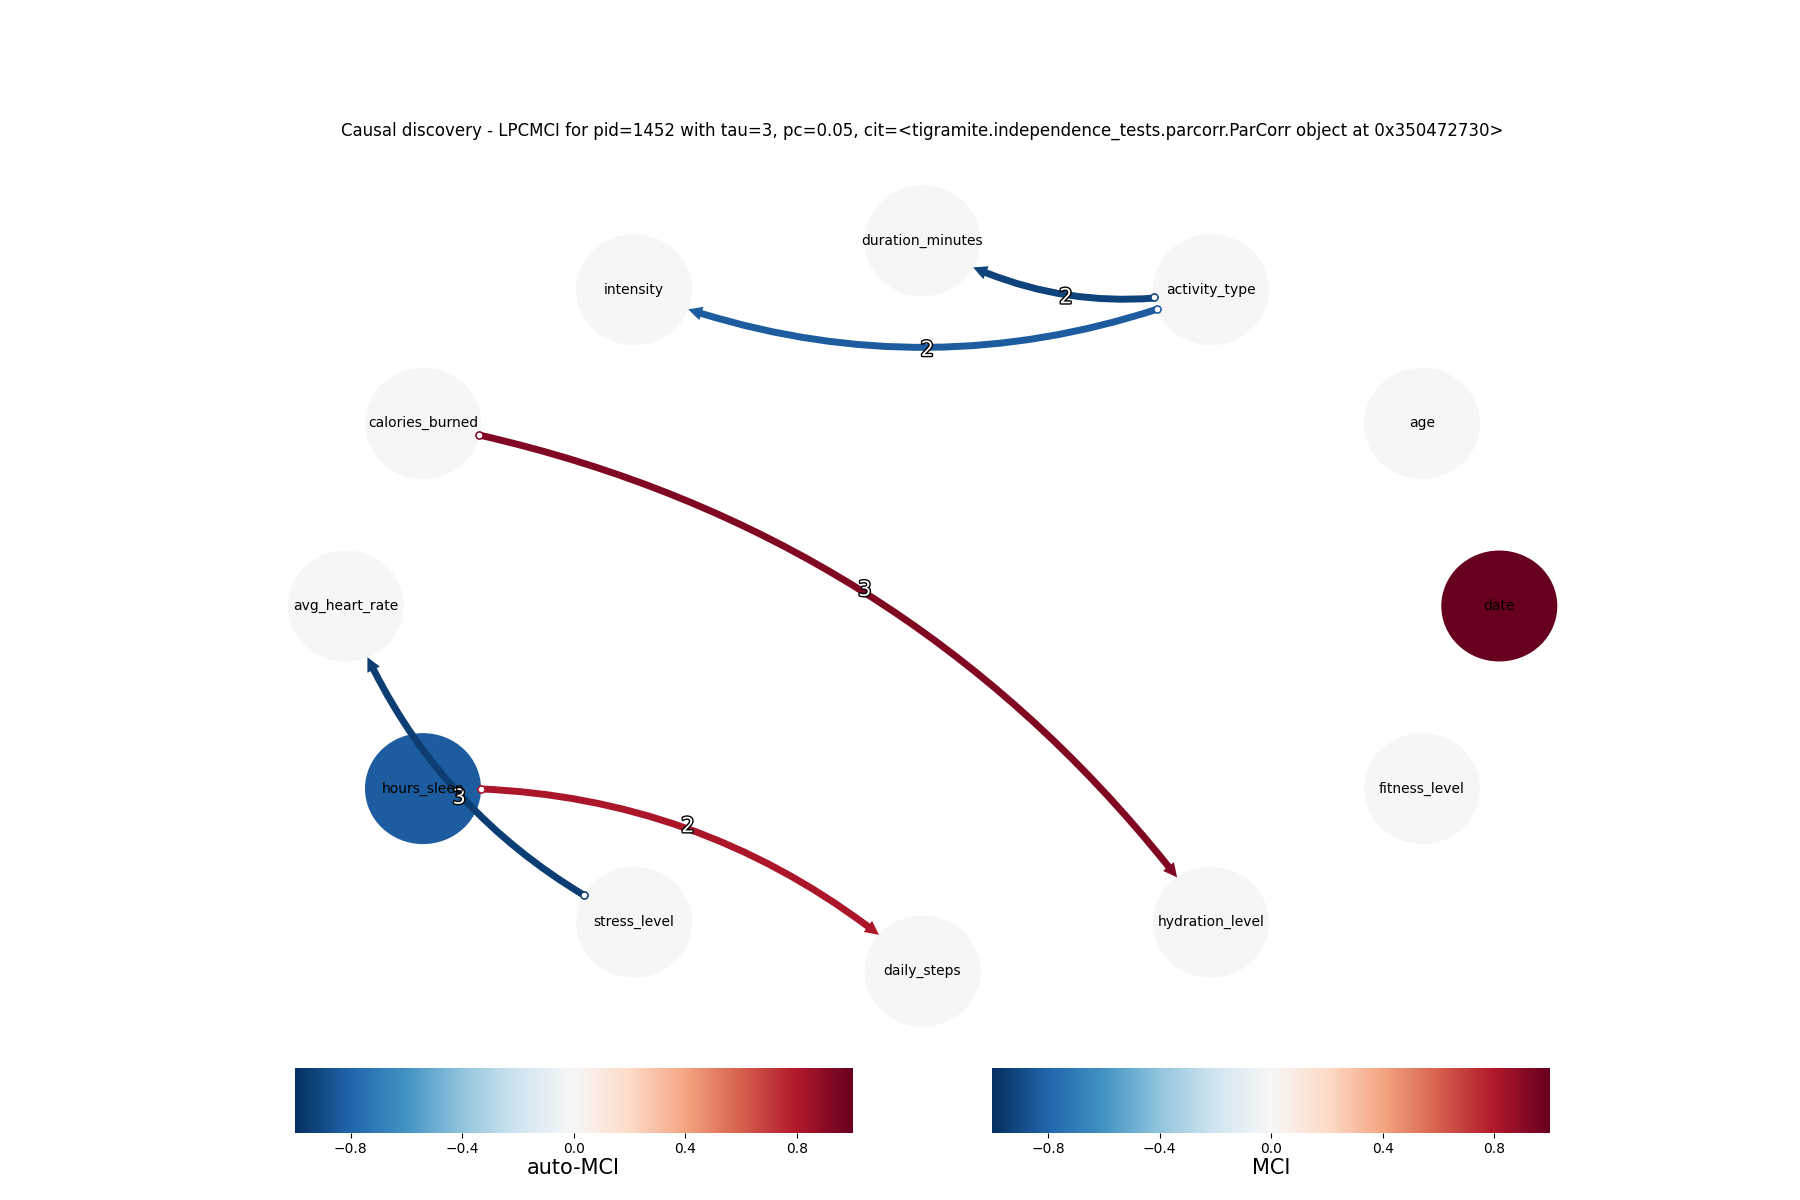 Causal discovery - LPCMCI for pid=1452 with tau=3, pc=0.05, cit=<tigramite.independence_tests.parcorr.ParCorr object at 0x350472730>
duration_minutes
intensity
activity_type
2
2
calories_burned
age
3
avg_heart_rate
date
hours_sleep
3
2
fitness_level
stress_level
hydration_level
daily_steps
−0.8 −0.4 0.0 0.4 0.8
auto-MCI
−0.8 −0.4 0.0 0.4 0.8
MCI